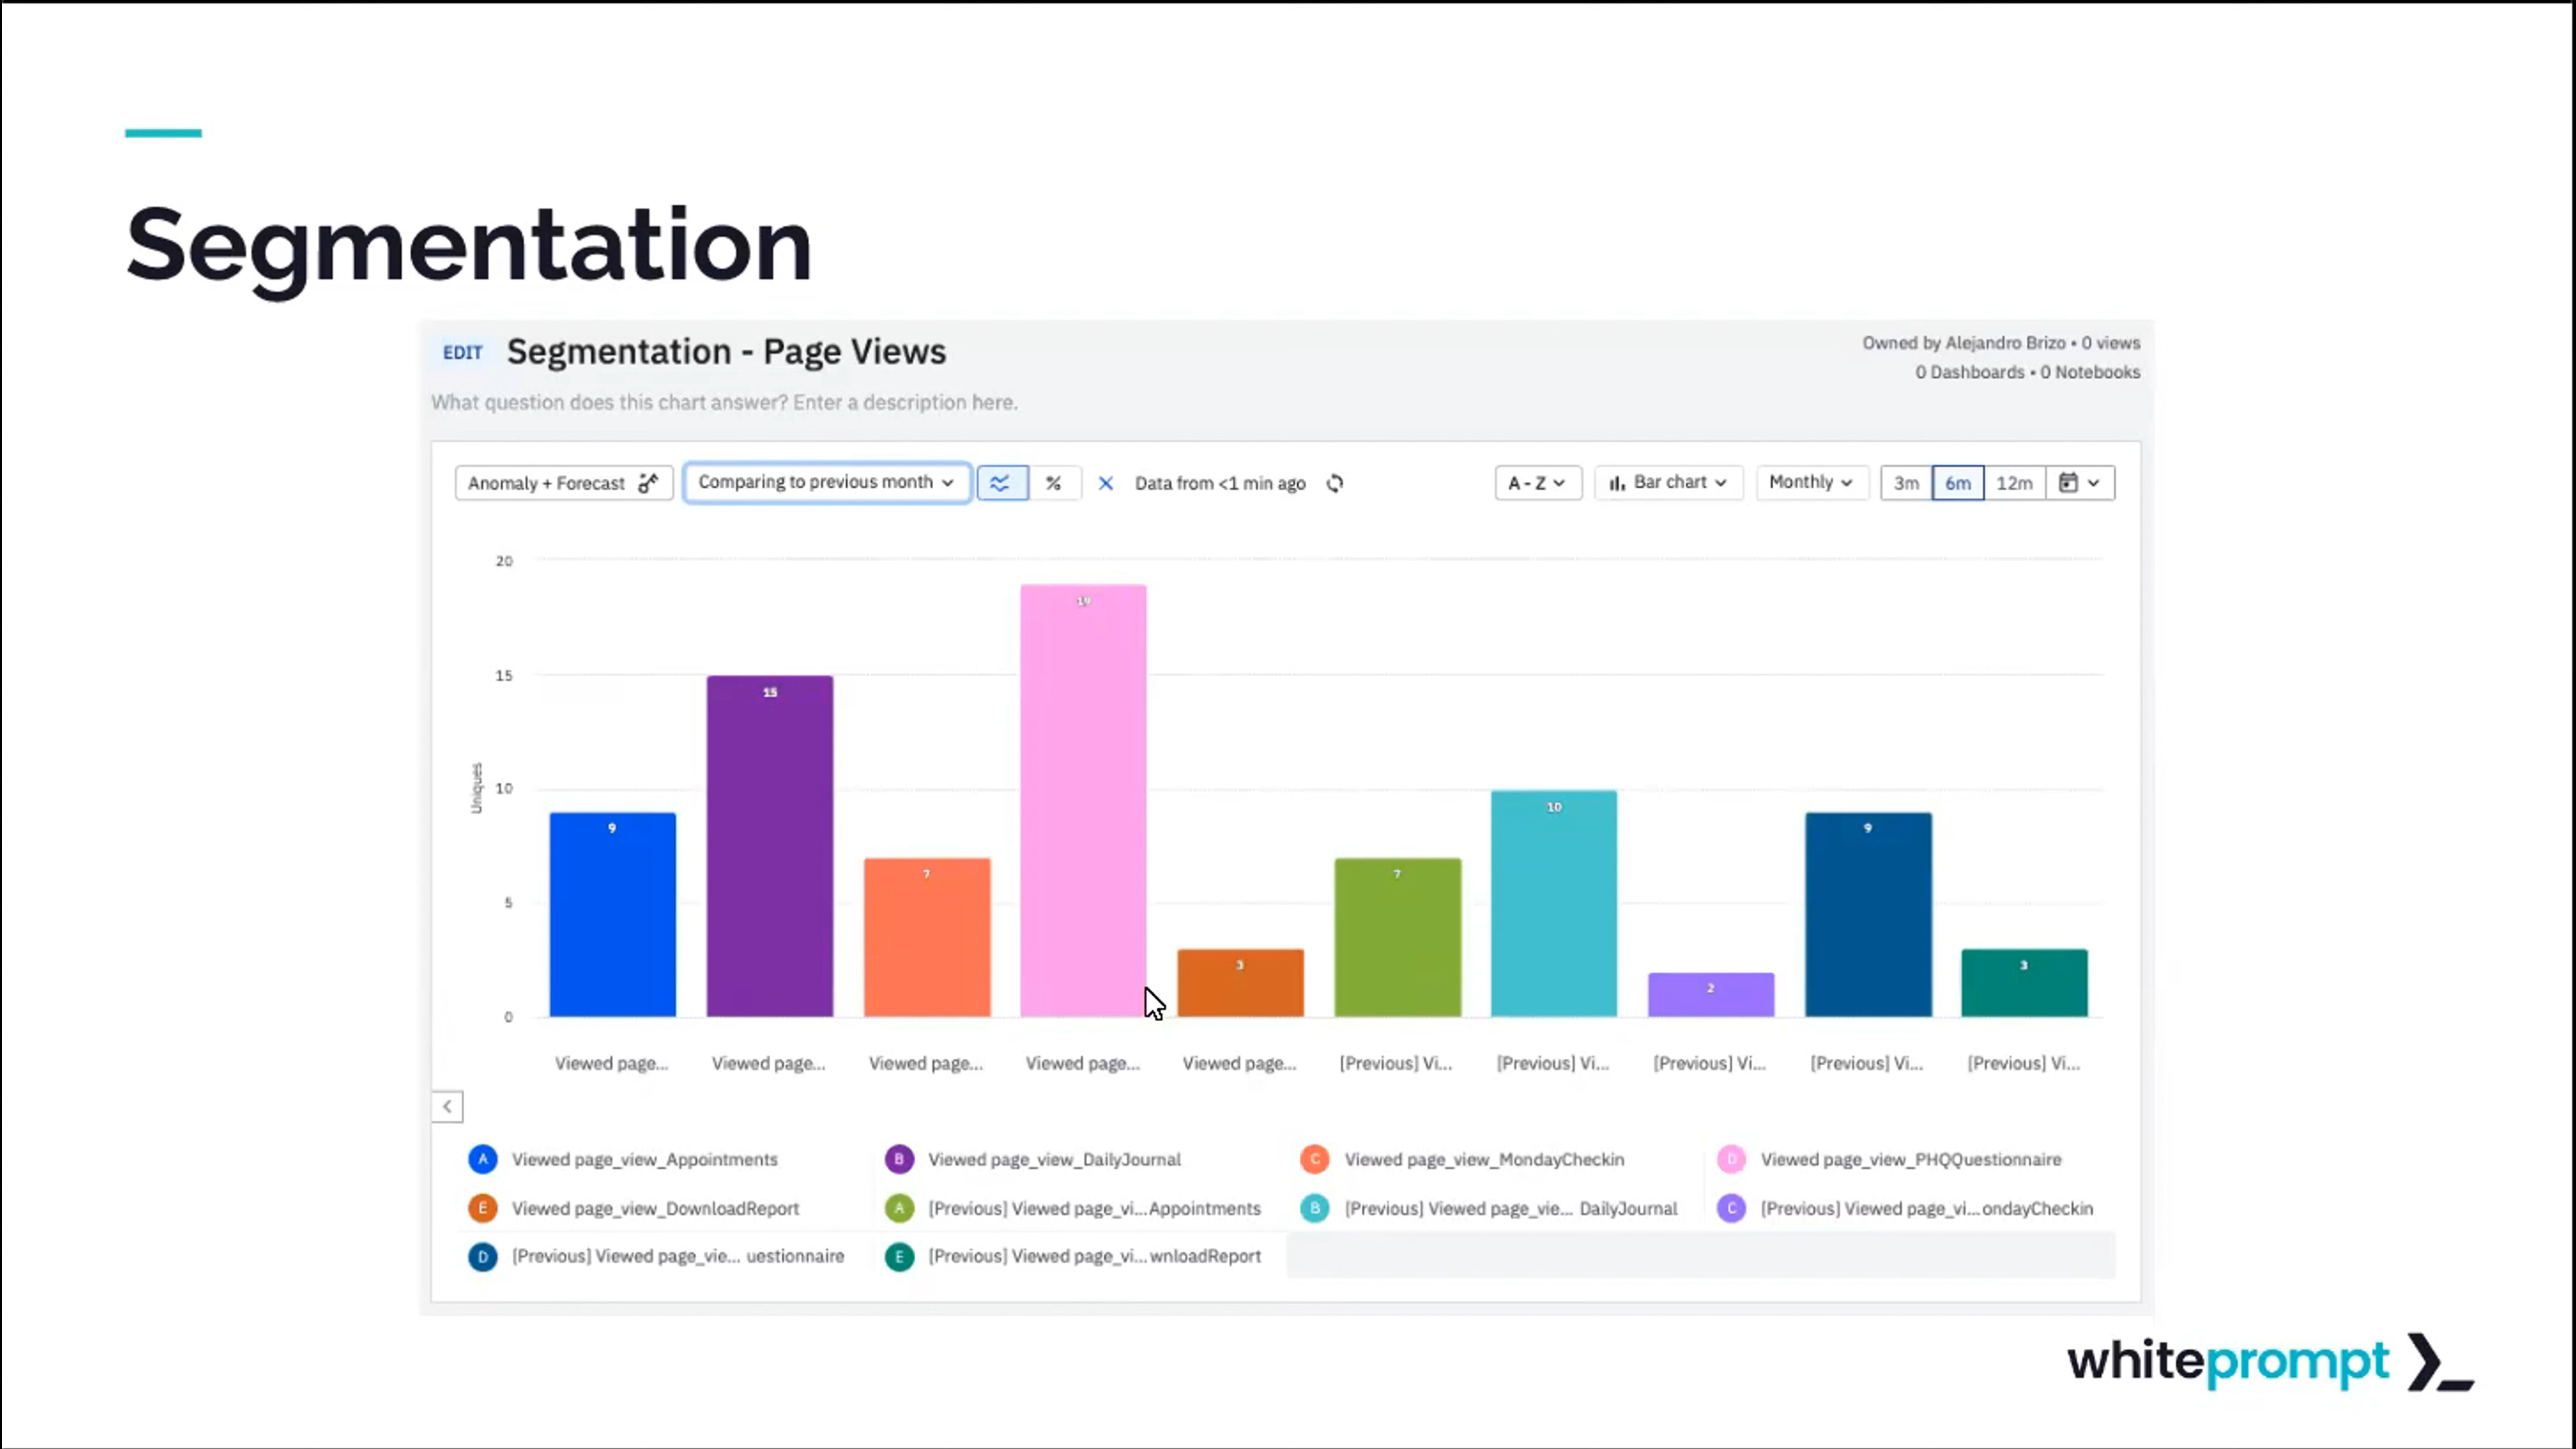 Segmentation
EDIT Segmentation - Page Views
Owned by Alejandro Brizo • 0 views
0 Dashboards • 0 Notebooks
What question does this chart answer? Enter a description here.
Anomaly + Forecast Comparing to previous month % Data from <1 min ago A - Z Bar chart Monthly 3m 6m 12m
20
15
10
5
0
Uniques
9 15 7 19 3 7 10 2 9 3
Viewed page... Viewed page... Viewed page... Viewed page... Viewed page... [Previous] Vi... [Previous] Vi... [Previous] Vi... [Previous] Vi... [Previous] Vi...
A Viewed page_view_Appointments B Viewed page_view_DailyJournal C Viewed page_view_MondayCheckin D Viewed page_view_PHQQuestionnaire
E Viewed page_view_DownloadReport A [Previous] Viewed page_vi...Appointments B [Previous] Viewed page_vie... DailyJournal C [Previous] Viewed page_vi...ondayCheckin
D [Previous] Viewed page_vie... uestionnaire E [Previous] Viewed page_vi...wnloadReport
whiteprompt